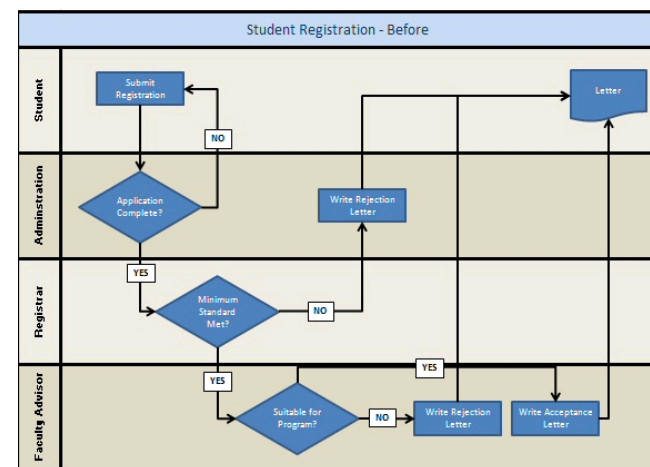 Student Registration - Before
Student
Submit
Registration
Letter
NO
Adminstration
Application
Complete?
Write Rejection
Letter
YES
Registrar
Minimum
Standard
Met?
NO
YES
YES
Faculty Advisor
Suitable for
Program?
NO
Write Rejection
Letter
Write Acceptance
Letter